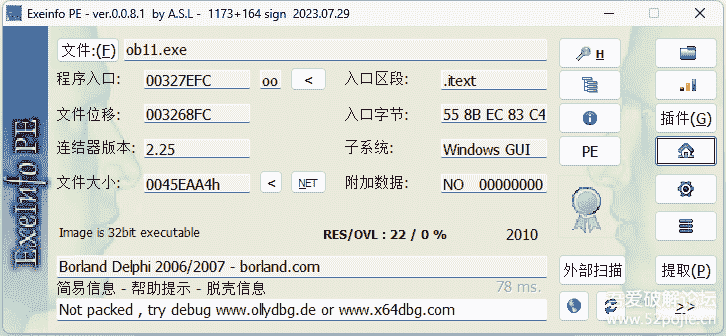 Exeinfo PE - ver.0.0.8.1 by A.S.L - 1173+164 sign 2023.07.29
文件:(F) ob11.exe H
程序入口: 00327EFC oo < 入口区段: .itext
文件位移: 003268FC 入口字节: 55 8B EC 83 C4 插件(G)
连结器版本: 2.25 子系统: Windows GUI PE
文件大小: 0045EAA4h < NET 附加数据: NO 00000000
Image is 32bit executable RES/OVL : 22 / 0 % 2010
Borland Delphi 2006/2007 - borland.com 外部扫描 提取(P)
简易信息 - 帮助提示 - 脱壳信息 78 ms.
Not packed , try debug www.ollydbg.de or www.x64dbg.com >>
Exeinfo PE
吾爱破解论坛
www.52pojie.cn